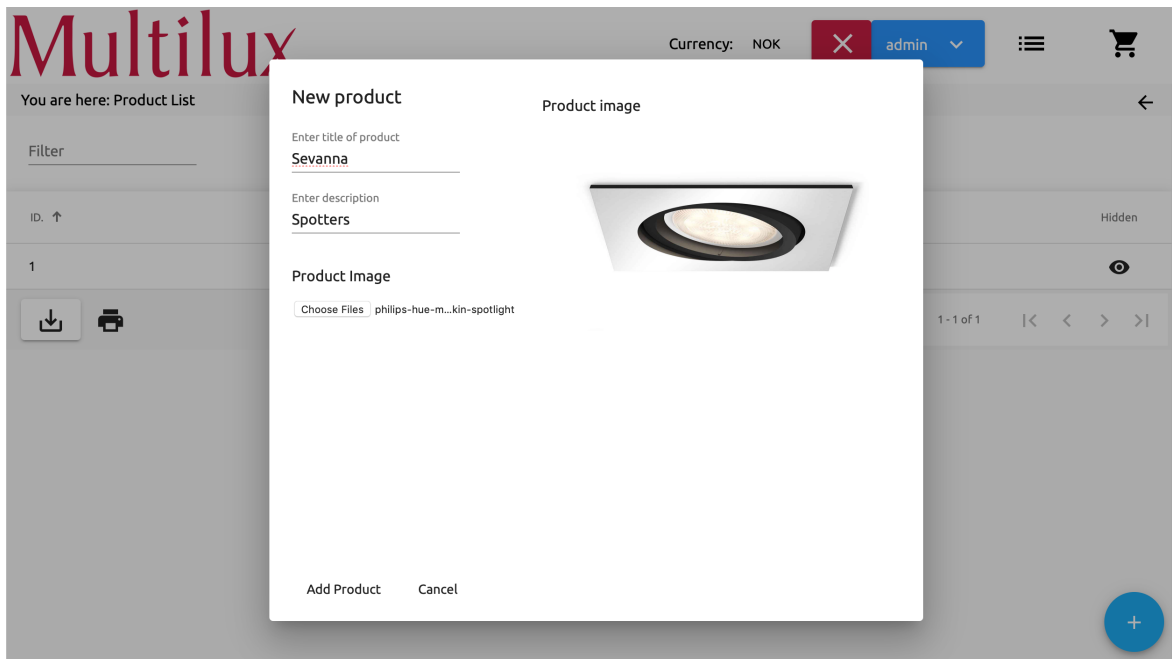 Multilux
Currency: NOK
admin
You are here: Product List
Filter
ID.
Hidden
1
1 - 1 of 1
New product
Enter title of product
Sevanna
Enter description
Spotters
Product Image
Choose Files philips-hue-m...kin-spotlight
Product image
Add Product Cancel